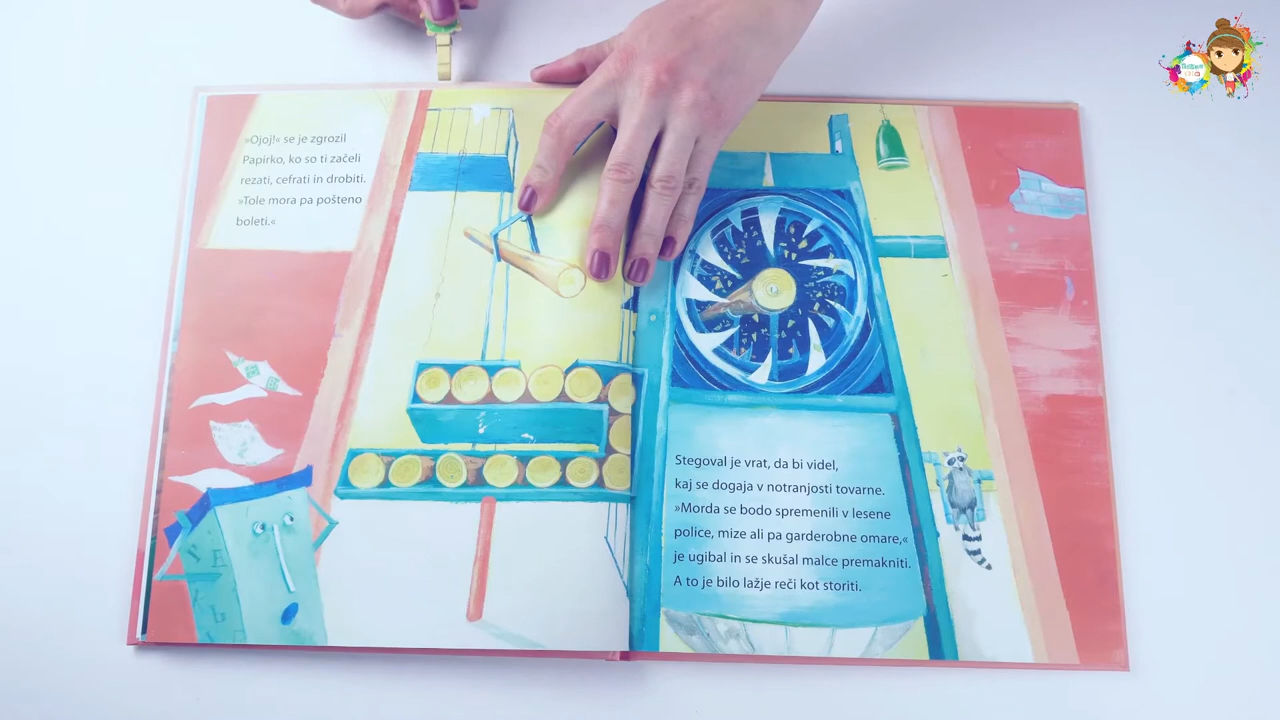 »Ojoj!« se je zgrozil
Papirko, ko so ti začeli
rezati, cefrati in drobiti.
»Tole mora pa pošteno
boleti.«
Stegoval je vrat, da bi videl,
kaj se dogaja v notranjosti tovarne.
»Morda se bodo spremenili v lesene
police, mize ali pa garderobne omare,«
je ugibal in se skušal malce premakniti.
A to je bilo lažje reči kot storiti.